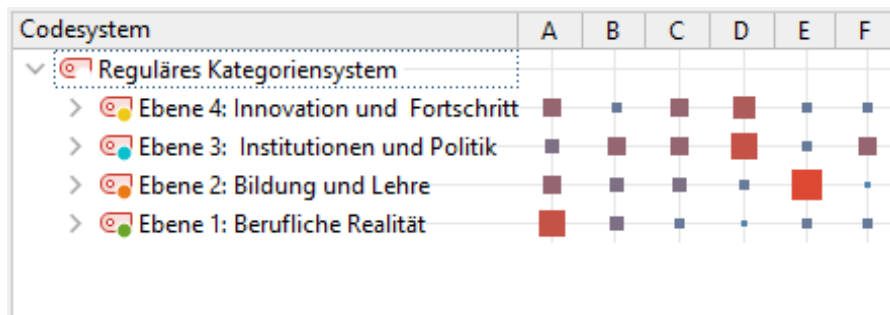 Codesystem A B C D E F
Reguläres Kategoriensystem
Ebene 4: Innovation und Fortschritt
Ebene 3: Institutionen und Politik
Ebene 2: Bildung und Lehre
Ebene 1: Berufliche Realität